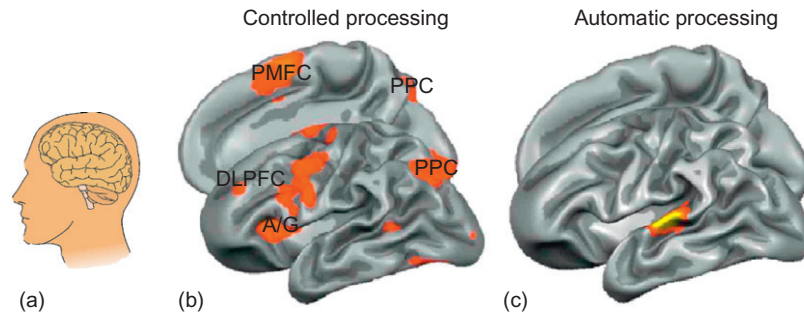 Controlled processing
Automatic processing
PMFC
PPC
PPC
DLPFC
A/G
(a)
(b)
(c)